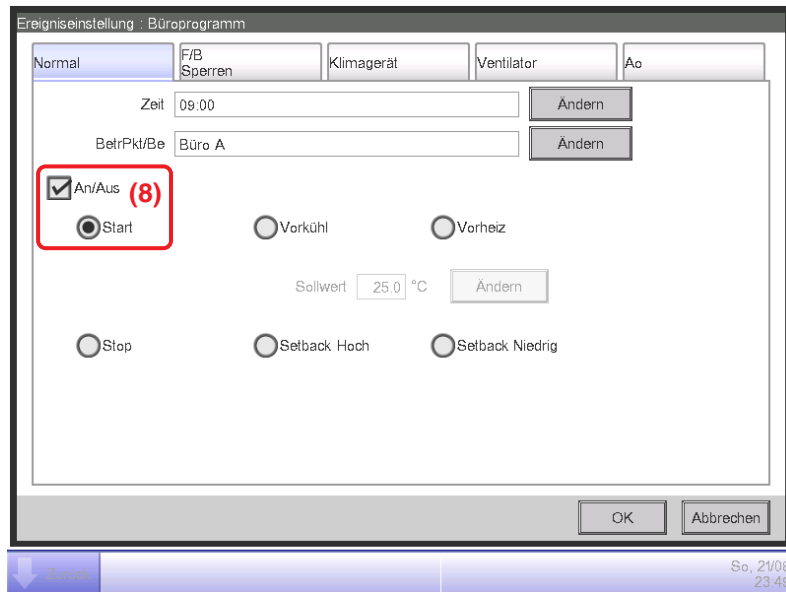 Ereigniseinstellung : Büroprogramm
Normal
F/B
Sperren
Klimagerät
Ventilator
Ao
Zeit 09:00 Ändern
BetrPkt/Be Büro A Ändern
An/Aus (8)
Start Vorkühl Vorheiz
Sollwert 25.0 °C Ändern
Stop Setback Hoch Setback Niedrig
OK Abbrechen
So, 21/08
23:49